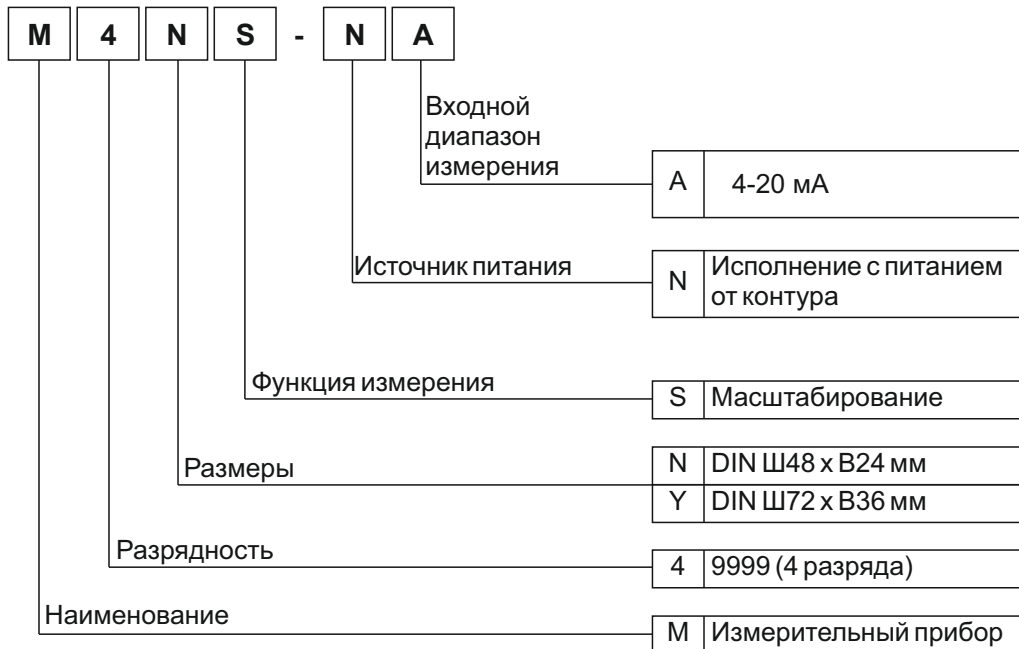 M 4 N S - N A
Входной
диапазон
измерения
A 4-20 мА
Источник питания
N Исполнение с питанием
от контура
Функция измерения
S Масштабирование
Размеры
N DIN Ш48 x В24 мм
Y DIN Ш72 x В36 мм
Разрядность
4 9999 (4 разряда)
Наименование
M Измерительный прибор